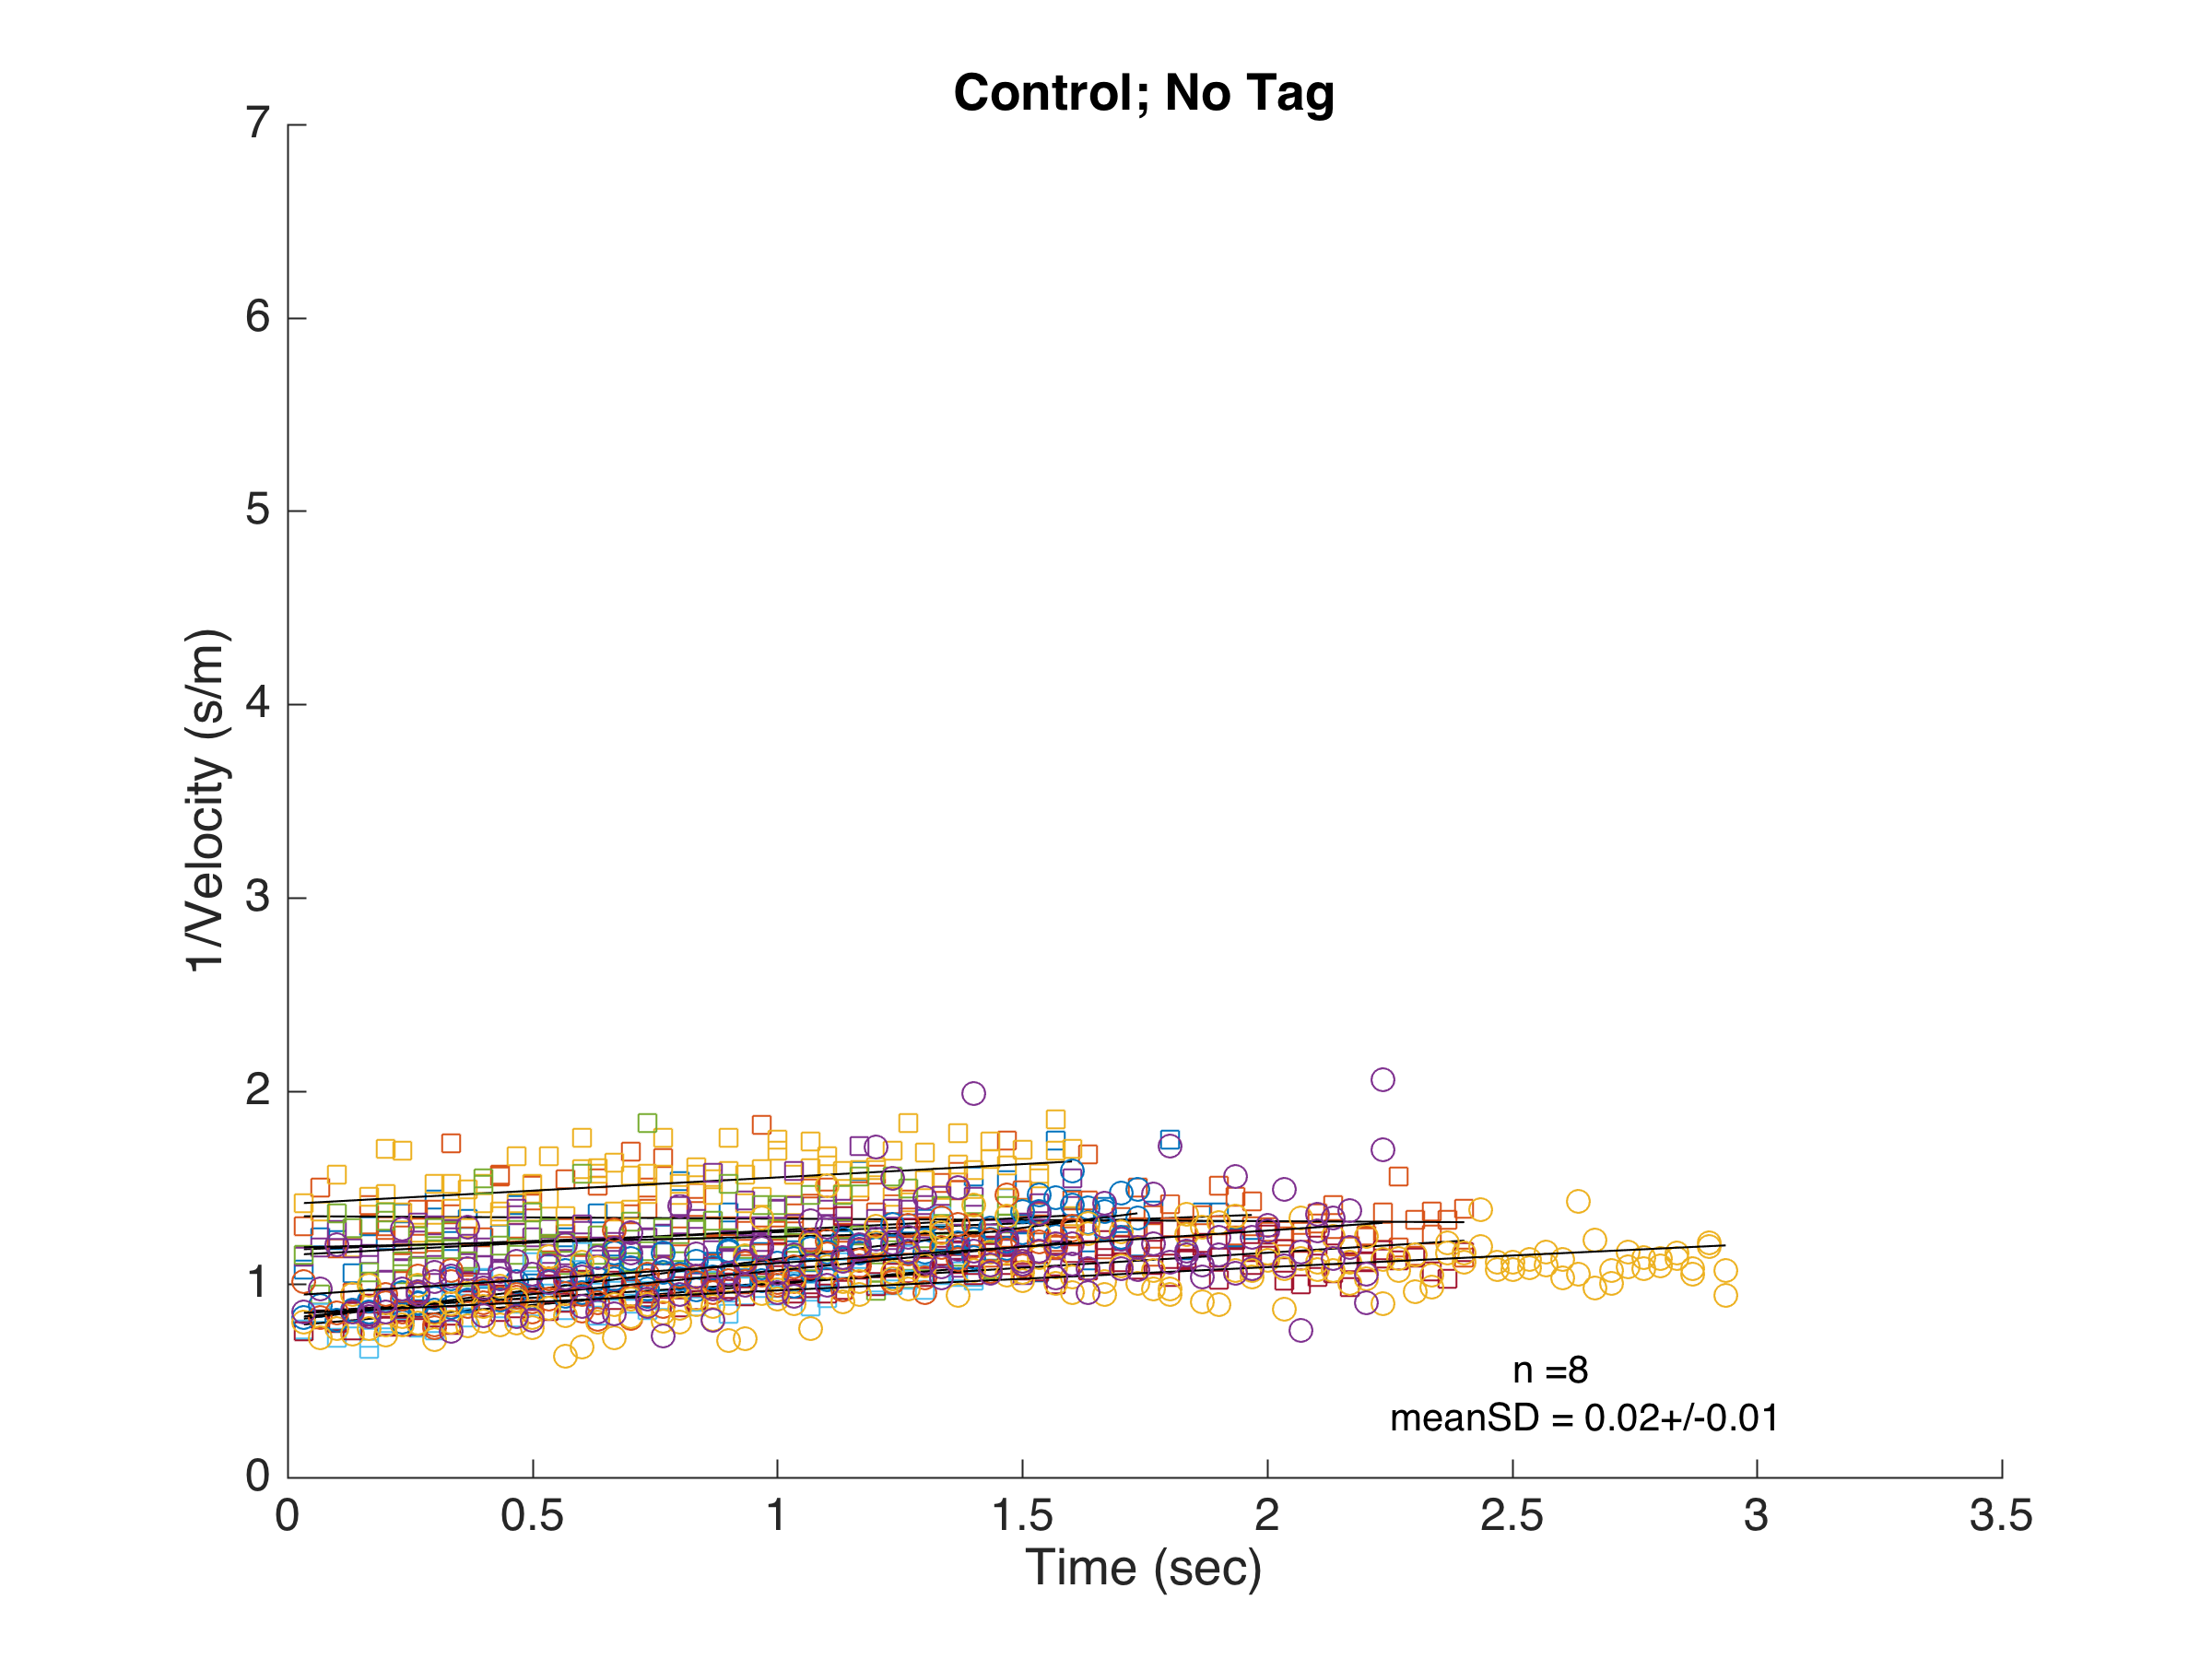 Control; No Tag
7
6
5
4
3
2
1
0
1/Velocity (s/m)
n =8
meanSD = 0.02+/-0.01
0 0.5 1 1.5 2 2.5 3 3.5
Time (sec)